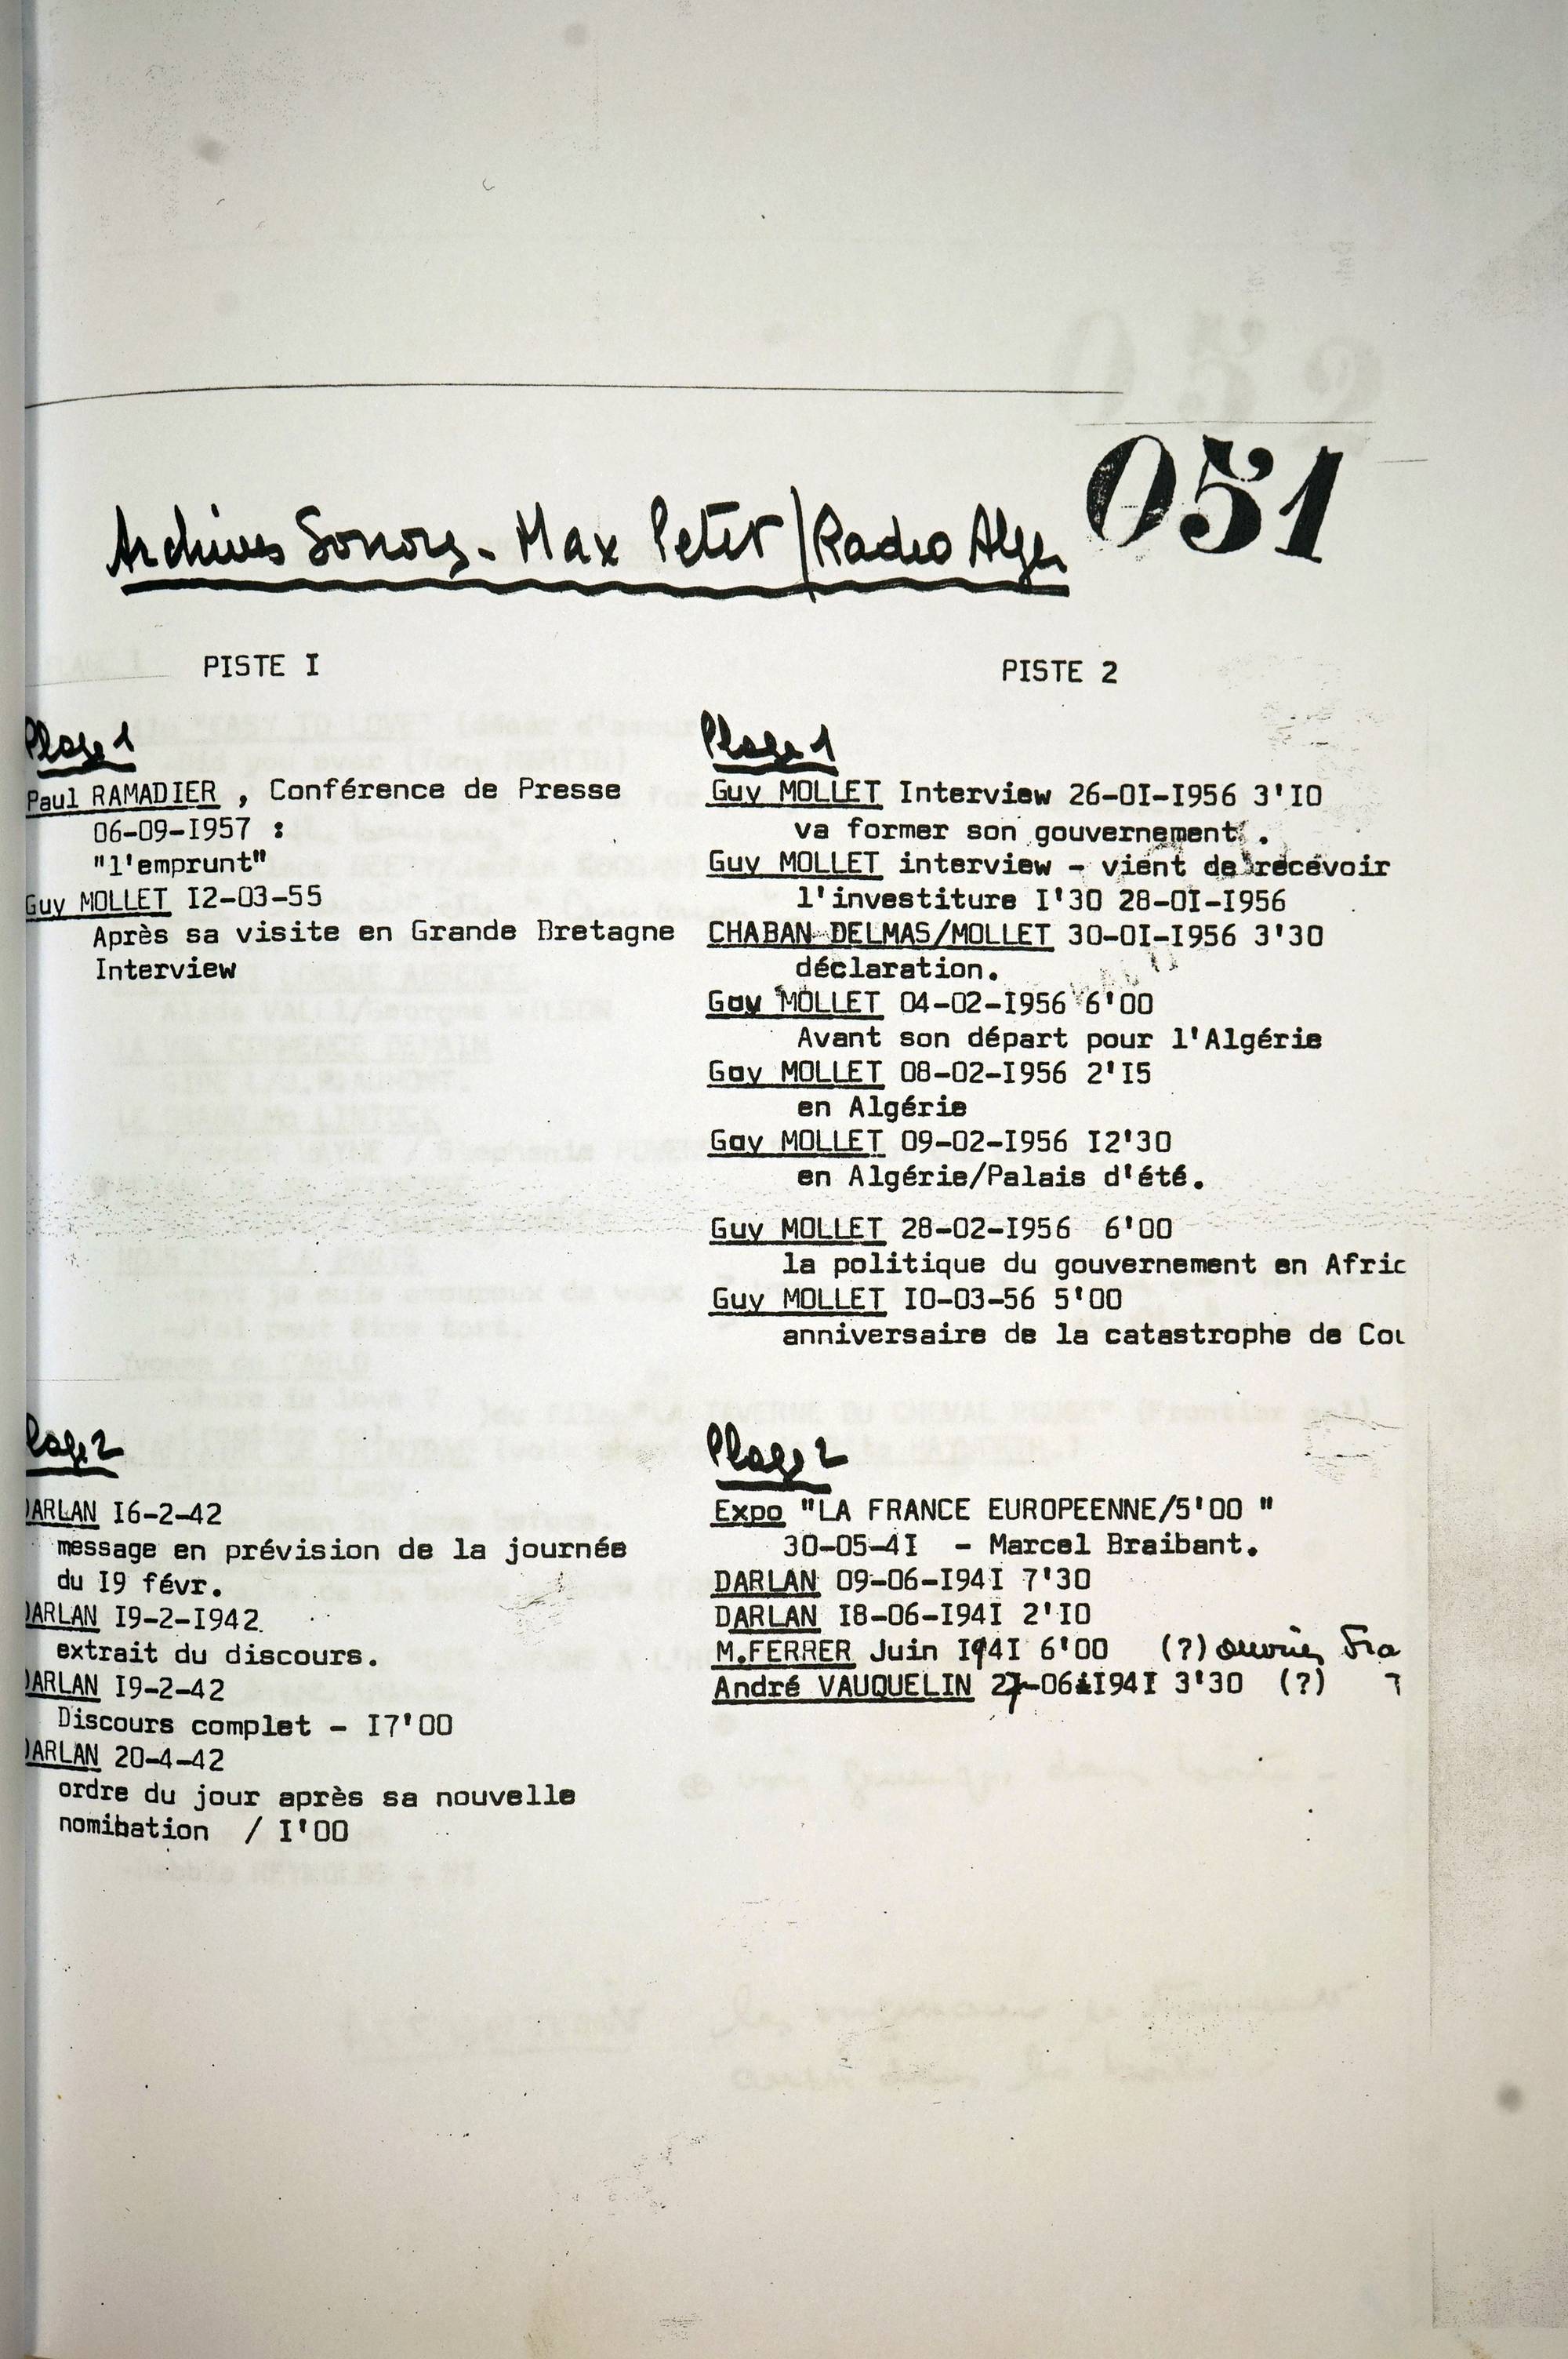 051
Archives Sonores - Max Petit / Radio Alger
PISTE I
Plage 1
Paul RAMADIER , Conférence de Presse
06-09-I957 :
"l'emprunt"
Guy MOLLET I2-03-55
Après sa visite en Grande Bretagne
Interview
Plage 2
DARLAN I6-2-42
message en prévision de la journée
du I9 févr.
DARLAN I9-2-I942
extrait du discours.
DARLAN I9-2-42
Discours complet - I7'00
DARLAN 20-4-42
ordre du jour après sa nouvelle
nomibation / I'00
PISTE 2
Plage 1
Guy MOLLET Interview 26-0I-I956 3'I0
va former son gouvernement .
Guy MOLLET interview - vient de recevoir
l'investiture I'30 28-0I-I956
CHABAN DELMAS/MOLLET 30-0I-I956 3'30
déclaration.
Guy MOLLET 04-02-I956 6'00
Avant son départ pour l'Algérie
Guy MOLLET 08-02-I956 2'I5
en Algérie
Guy MOLLET 09-02-I956 I2'30
en Algérie/Palais d'été.
Guy MOLLET 28-02-I956 6'00
la politique du gouvernement en Afric
Guy MOLLET I0-03-56 5'00
anniversaire de la catastrophe de Cou
Plage 2
Expo "LA FRANCE EUROPEENNE/5'00 "
30-05-4I - Marcel Braibant.
DARLAN 09-06-I94I 7'30
DARLAN I8-06-I94I 2'I0
M.FERRER Juin I94I 6'00 (?) ouvrier Fra
André VAUQUELIN 27-06-I94I 3'30 (?)